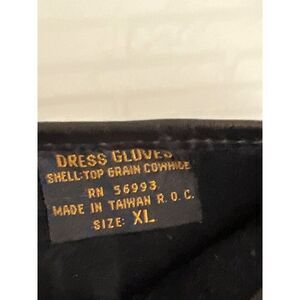 DRESS GLOVES
SHELL:TOP GRAIN COWHIDE
RN 56993
MADE IN TAIWAN R.O.C.
SIZE: XL